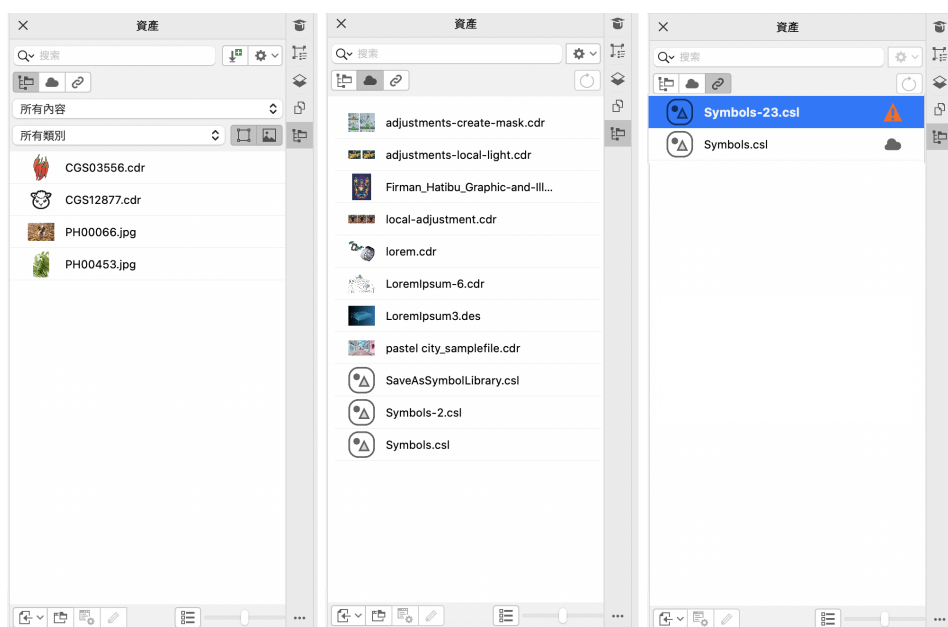 資產
搜索
所有內容
所有類別
CGS03556.cdr
CGS12877.cdr
PH00066.jpg
PH00453.jpg
資產
搜索
adjustments-create-mask.cdr
adjustments-local-light.cdr
Firman_Hatibu_Graphic-and-Ill...
local-adjustment.cdr
lorem.cdr
LoremIpsum-6.cdr
LoremIpsum3.des
pastel city_samplefile.cdr
SaveAsSymbolLibrary.csl
Symbols-2.csl
Symbols.csl
資產
搜索
Symbols-23.csl
Symbols.csl